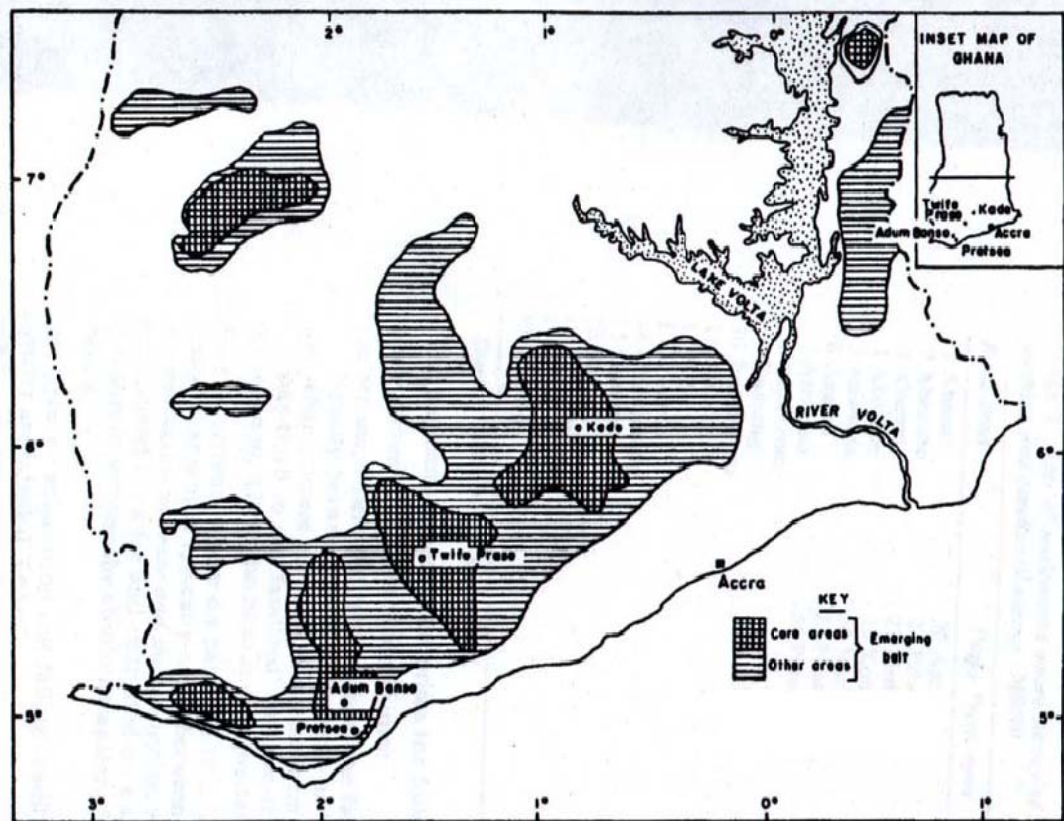 3° 2° 1° 0° 1°
INSET MAP OF
GHANA
Twifo
Praso
Kade
Adum Banso
Accra
Pretsea
7°
LAKE VOLTA
Kade
RIVER VOLTA
6° 6°
Twifo Praso
Accra
KEY
Core areas
Other areas
Emerging
belt
Adum Banso
Pretsea
5° 5°
3° 2° 1° 0° 1°